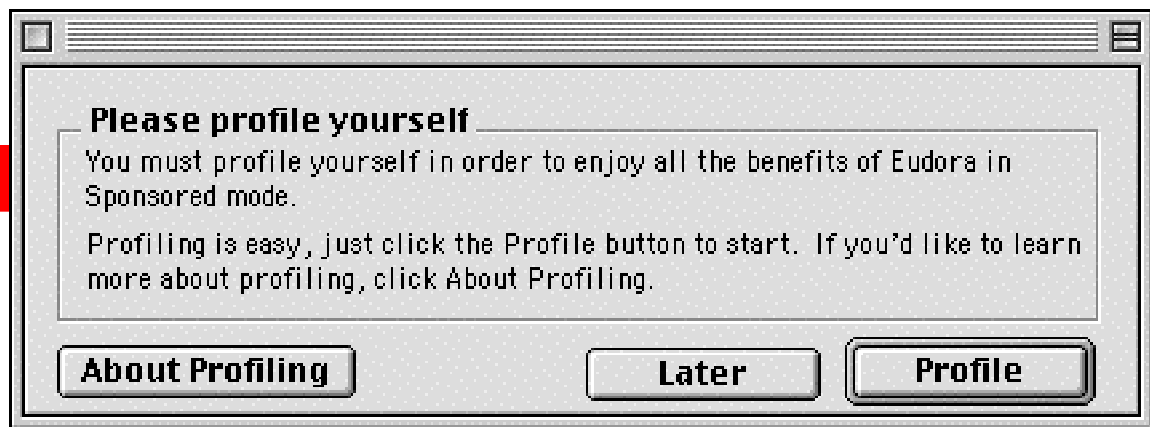 Please profile yourself
You must profile yourself in order to enjoy all the benefits of Eudora in
Sponsored mode.
Profiling is easy, just click the Profile button to start. If you'd like to learn
more about profiling, click About Profiling.
About Profiling
Later
Profile